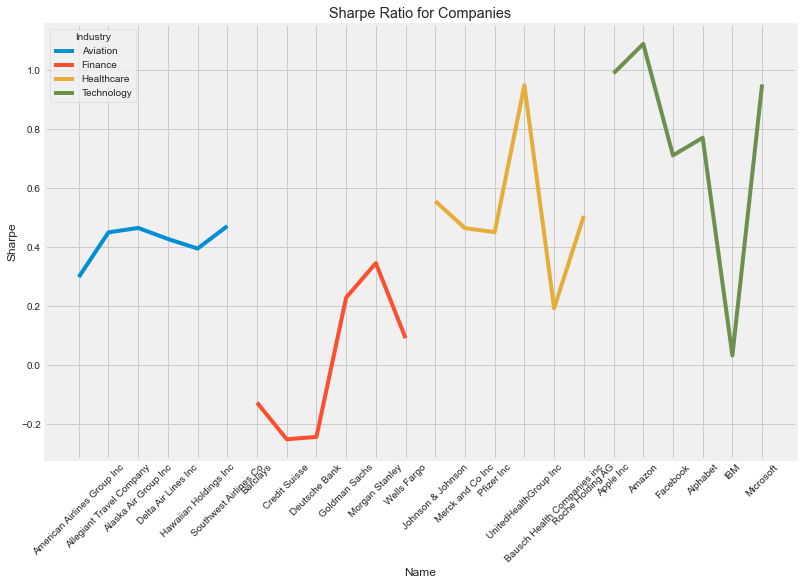 Sharpe Ratio for Companies
Industry
Aviation
Finance
Healthcare
Technology
1.0
0.8
0.6
0.4
0.2
0.0
−0.2
Sharpe
American Airlines Group Inc
Allegiant Travel Company
Alaska Air Group Inc
Delta Air Lines Inc
Hawaiian Holdings Inc
Southwest Airlines Co
Barclays
Credit Suisse
Deutsche Bank
Goldman Sachs
Morgan Stanley
Wells Fargo
Johnson & Johnson
Merck and Co Inc
Pfizer Inc
UnitedHealthGroup Inc
Bausch Health Companies inc
Roche Holding AG
Apple Inc
Amazon
Facebook
Alphabet
IBM
Microsoft
Name